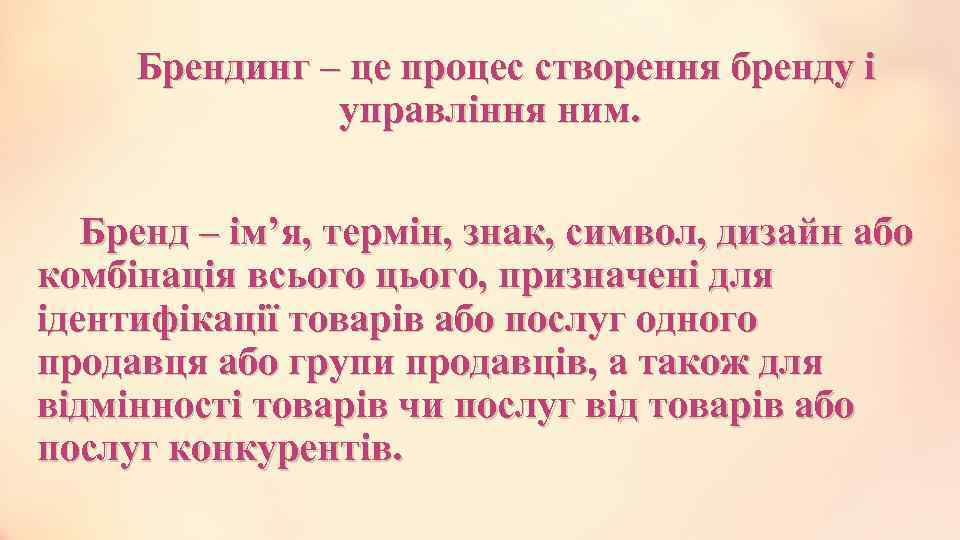 Брендинг – це процес створення бренду і
управління ним.
Бренд – ім’я, термін, знак, символ, дизайн або
комбінація всього цього, призначені для
ідентифікації товарів або послуг одного
продавця або групи продавців, а також для
відмінності товарів чи послуг від товарів або
послуг конкурентів.